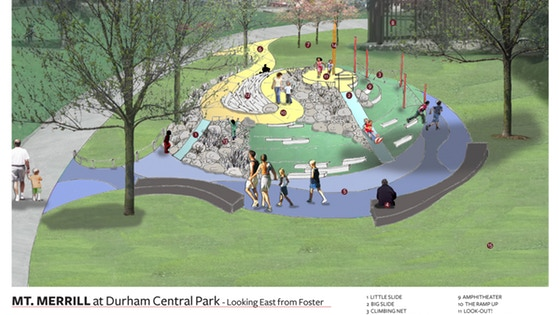 MT. MERRILL at Durham Central Park - Looking East from Foster
1 LITTLE SLIDE
2 BIG SLIDE
3 CLIMBING NET
9 AMPHITHEATER
10 THE RAMP UP
11 LOOK-OUT!